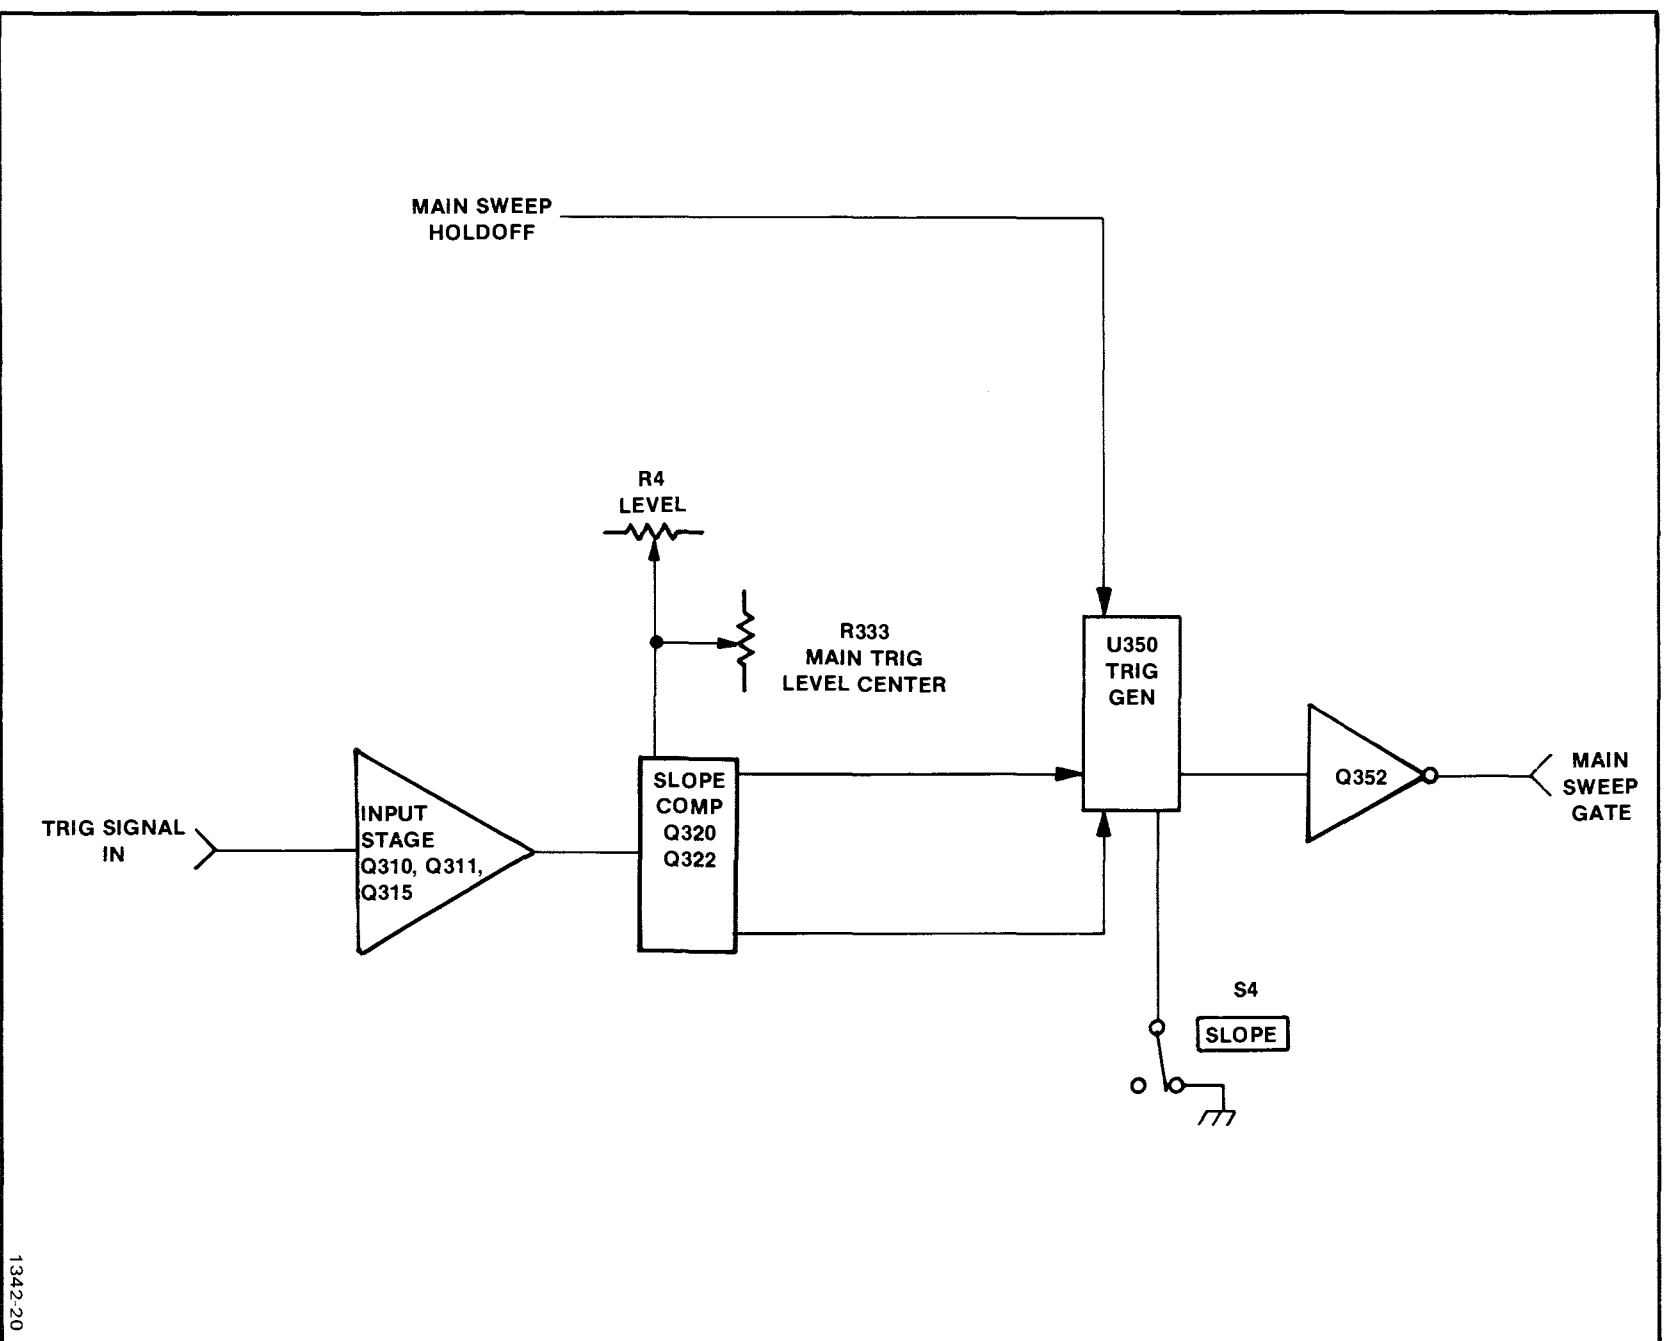 MAIN SWEEP
HOLDOFF
R4
LEVEL
R333
MAIN TRIG
LEVEL CENTER
U350
TRIG
GEN
TRIG SIGNAL
IN
INPUT
STAGE
Q310, Q311,
Q315
SLOPE
COMP
Q320
Q322
Q352
MAIN
SWEEP
GATE
S4
SLOPE
1342-20